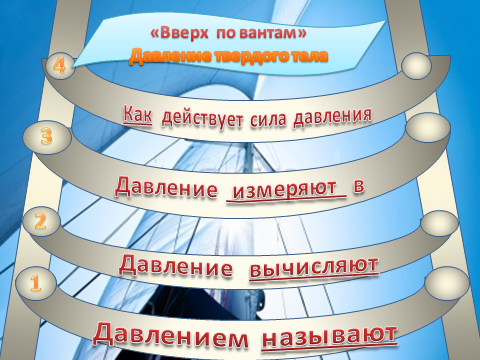 «Вверх по вантам»
Давление твердого тела
4
Как действует сила давления
3
Давление измеряют в
2
Давление вычисляют
1
Давлением называют